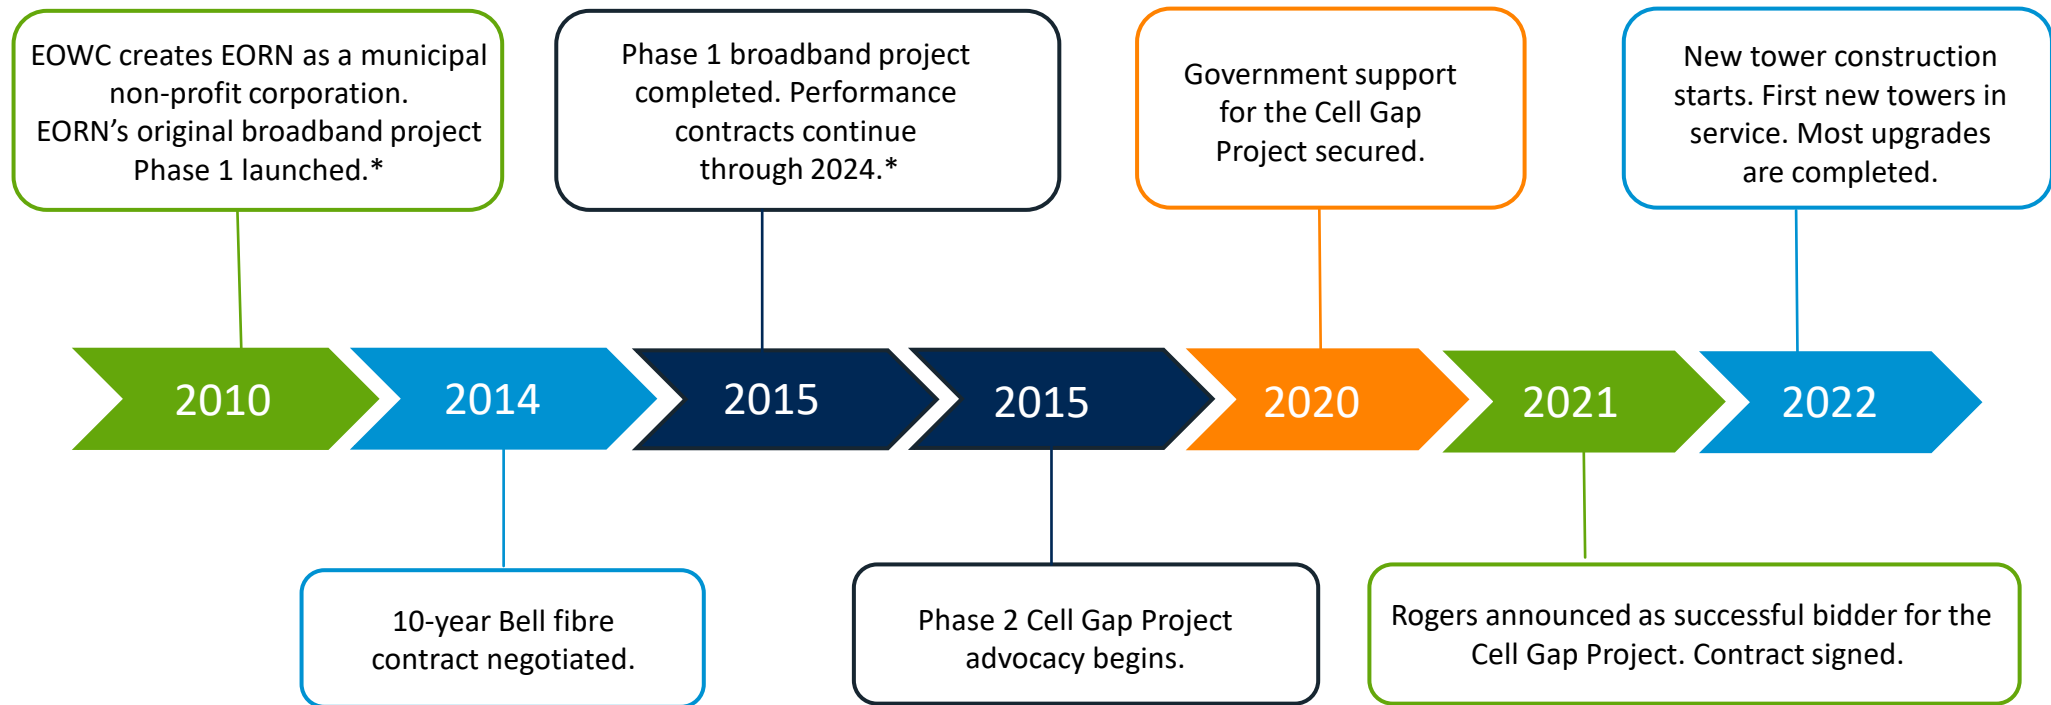 EOWC creates EORN as a municipal
non-profit corporation.
EORN’s original broadband project
Phase 1 launched.*
Phase 1 broadband project
completed. Performance
contracts continue
through 2024.*
Government support
for the Cell Gap
Project secured.
New tower construction
starts. First new towers in
service. Most upgrades
are completed.
2010
2014
2015
2015
2020
2021
2022
10-year Bell fibre
contract negotiated.
Phase 2 Cell Gap Project
advocacy begins.
Rogers announced as successful bidder for the
Cell Gap Project. Contract signed.